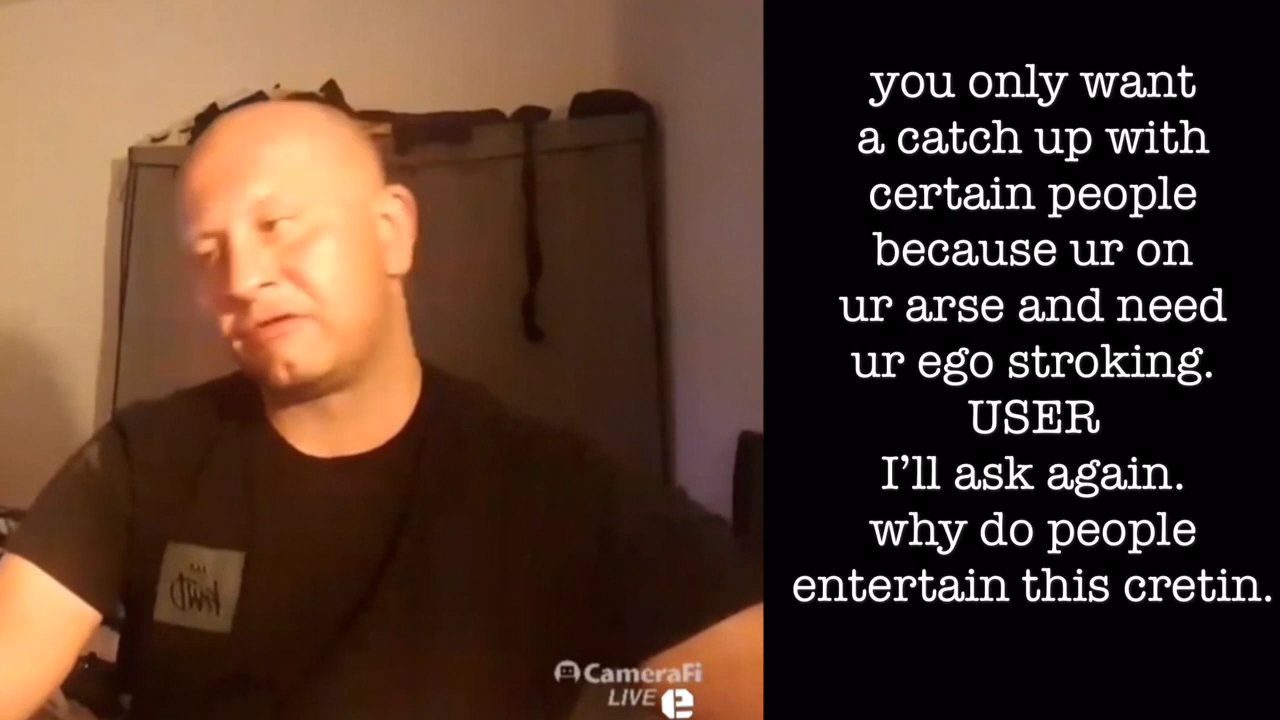 you only want
a catch up with
certain people
because ur on
ur arse and need
ur ego stroking.
USER
I’ll ask again.
why do people
entertain this cretin.
CameraFi
LIVE